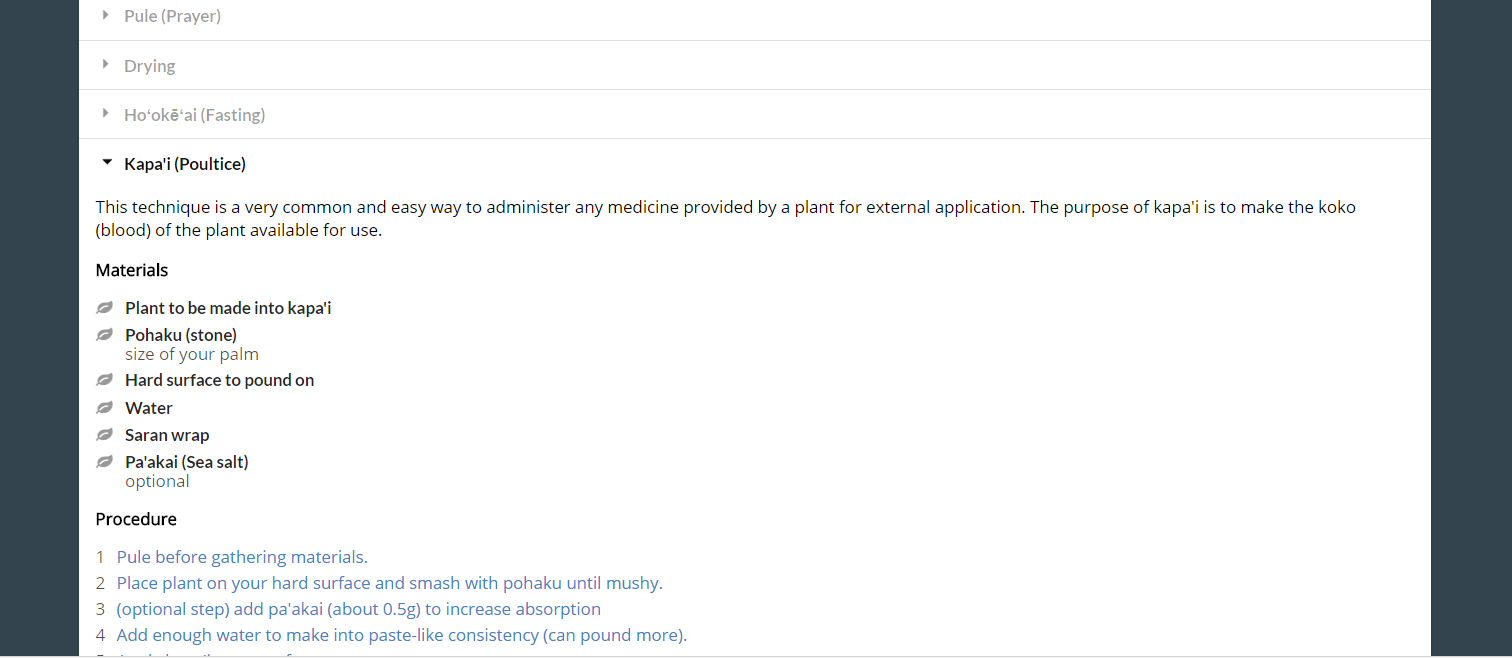 Pule (Prayer)
Drying
Hoʻokēʻai (Fasting)
Kapa'i (Poultice)
This technique is a very common and easy way to administer any medicine provided by a plant for external application. The purpose of kapa'i is to make the koko
(blood) of the plant available for use.
Materials
Plant to be made into kapa'i
Pohaku (stone)
size of your palm
Hard surface to pound on
Water
Saran wrap
Pa'akai (Sea salt)
optional
Procedure
1 Pule before gathering materials.
2 Place plant on your hard surface and smash with pohaku until mushy.
3 (optional step) add pa'akai (about 0.5g) to increase absorption
4 Add enough water to make into paste-like consistency (can pound more).